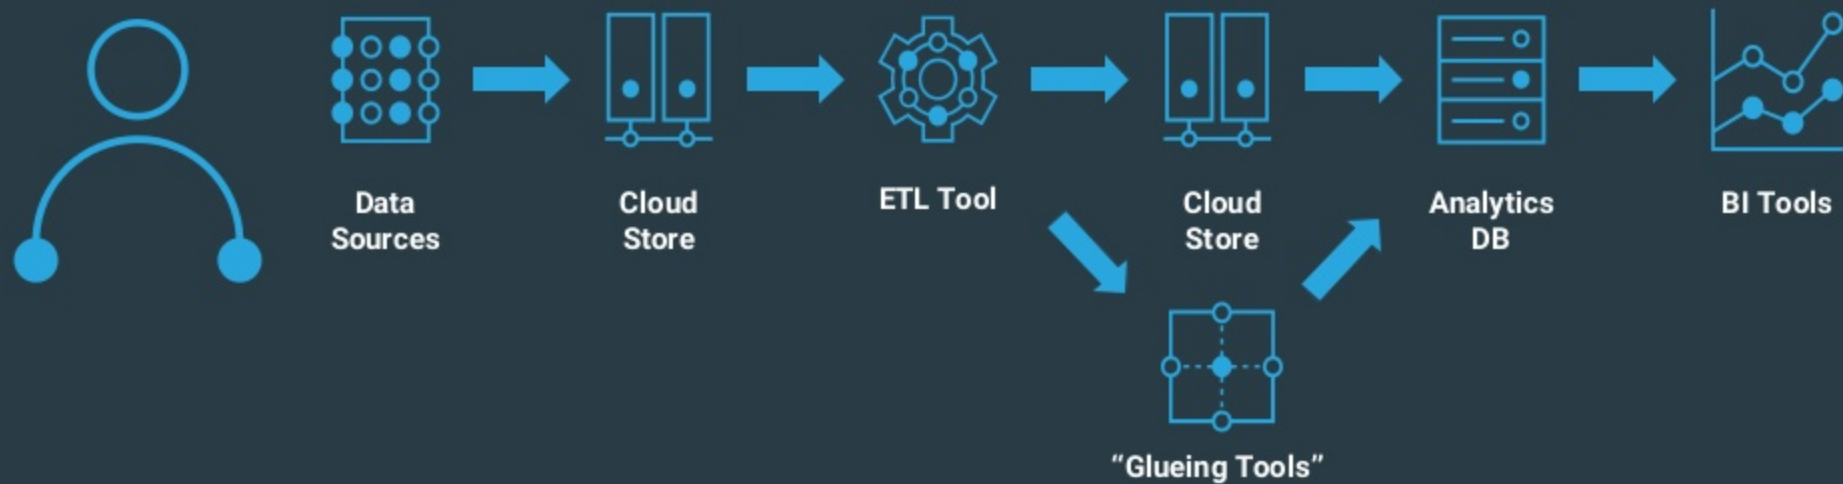 Data
Sources
Cloud
Store
ETL Tool
Cloud
Store
Analytics
DB
BI Tools
“Glueing Tools”